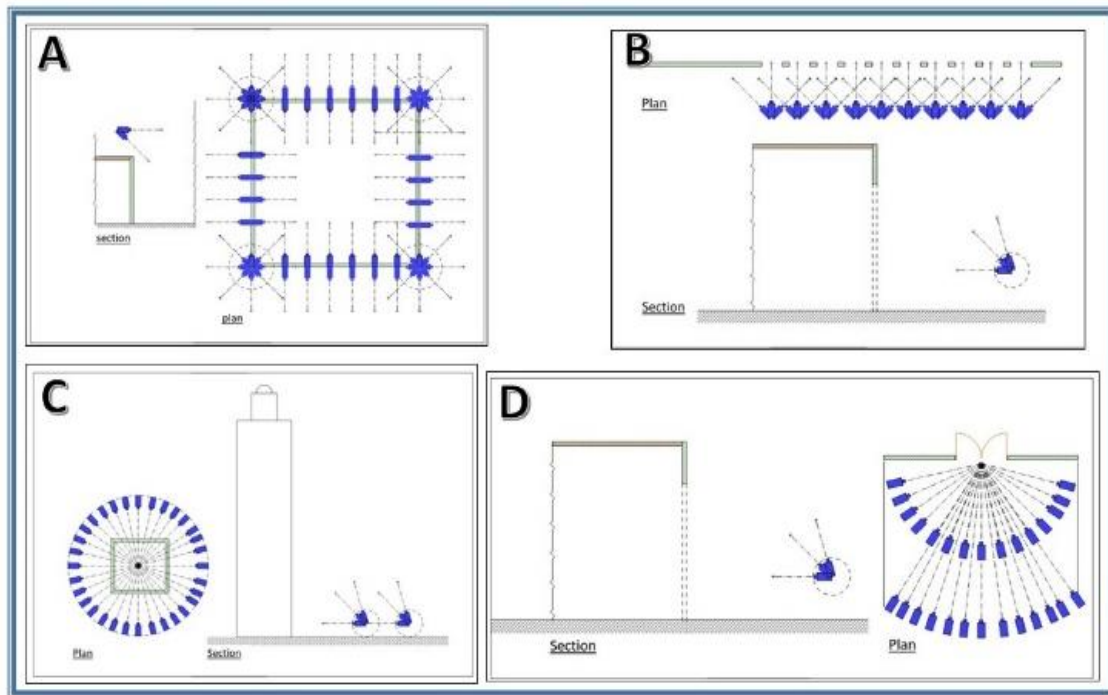 A
section
plan
B
Plan
Section
C
Plan
Section
D
Section
Plan